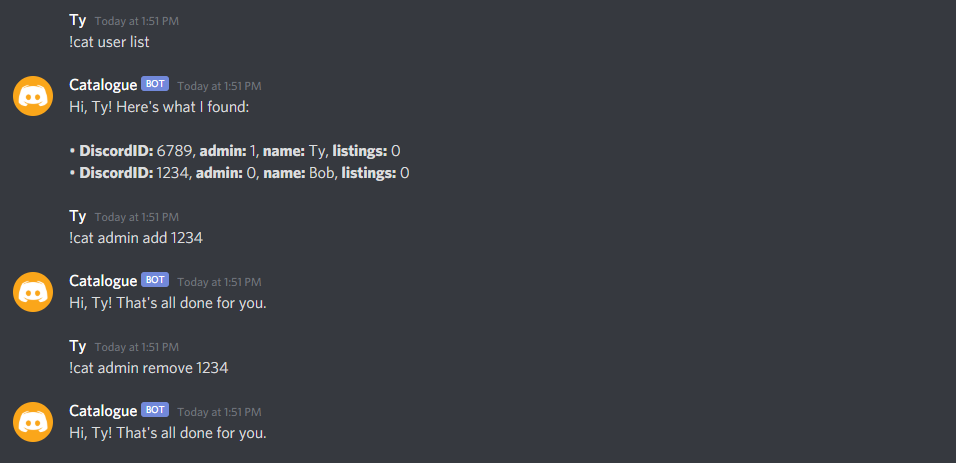 Ty Today at 1:51 PM
!cat user list
Catalogue BOT Today at 1:51 PM
Hi, Ty! Here's what I found:
• DiscordID: 6789, admin: 1, name: Ty, listings: 0
• DiscordID: 1234, admin: 0, name: Bob, listings: 0
Ty Today at 1:51 PM
!cat admin add 1234
Catalogue BOT Today at 1:51 PM
Hi, Ty! That's all done for you.
Ty Today at 1:51 PM
!cat admin remove 1234
Catalogue BOT Today at 1:51 PM
Hi, Ty! That's all done for you.